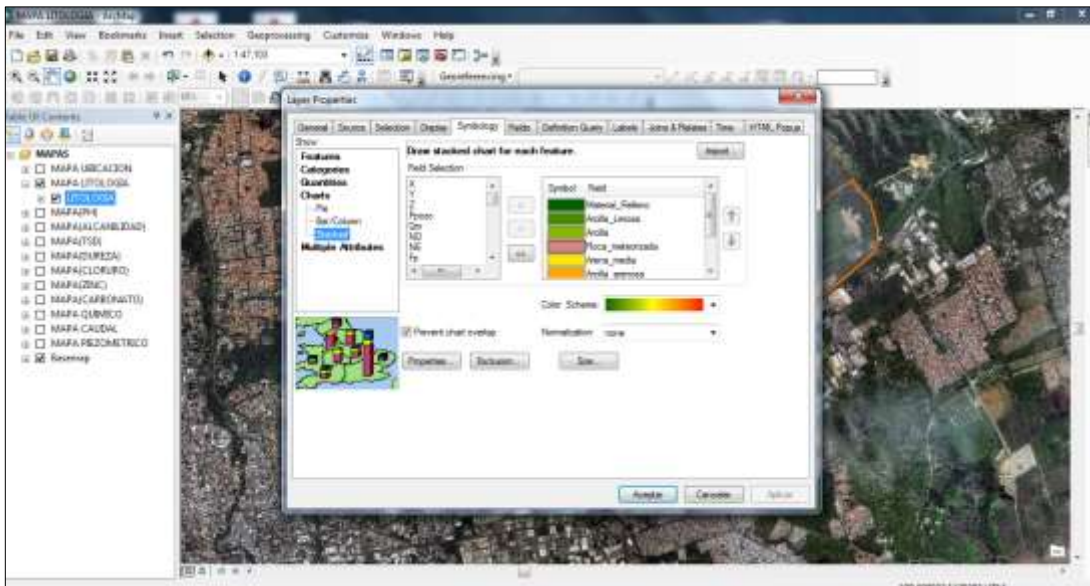 MAPA LITOLOGIA - ArcMap
File Edit View Bookmarks Insert Selection Geoprocessing Customize Windows Help
1:47,103
Georeferencing
Table Of Contents
MAPAS
MAPA UBICACION
MAPA LITOLOGIA
LITOLOGIA
MAPA(PH)
MAPA(ALCANILIDAD)
MAPA(TSD)
MAPA(DUREZA)
MAPA(CLORURO)
MAPA(ZINC)
MAPA(CARBONATO)
MAPA QUIMICO
MAPA CAUDAL
MAPA PIEZOMETRICO
Basemap
Layer Properties
General Source Selection Display Symbology Fields Definition Query Labels Joins & Relates Time HTML Popup
Show
Features
Categories
Quantities
Charts
Pie
Bar/Column
Stacked
Multiple Attributes
Draw stacked chart for each feature.
Import...
Field Selection
X
Y
Z
ND
NE
Symbol Field
Material_Relleno
Arcilla_Limosa
Arcilla
Roca_meteorizada
Arena_media
Arcilla_arenosa
Color Scheme:
Prevent chart overlap
Normalization: none
Properties...
Exclusion...
Size...
Aceptar
Cancelar
Aplicar